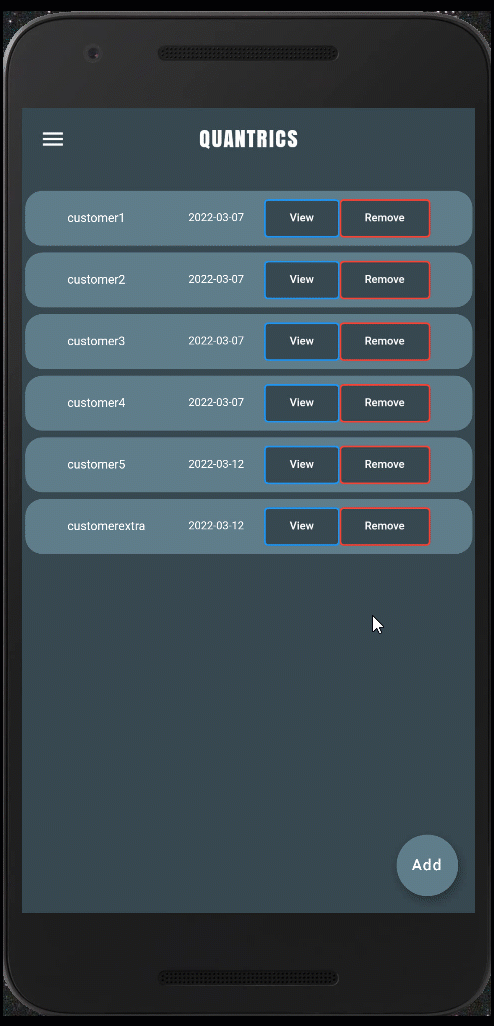 QUANTRICS
customer1 2022-03-07 View Remove
customer2 2022-03-07 View Remove
customer3 2022-03-07 View Remove
customer4 2022-03-07 View Remove
customer5 2022-03-12 View Remove
customerextra 2022-03-12 View Remove
Add